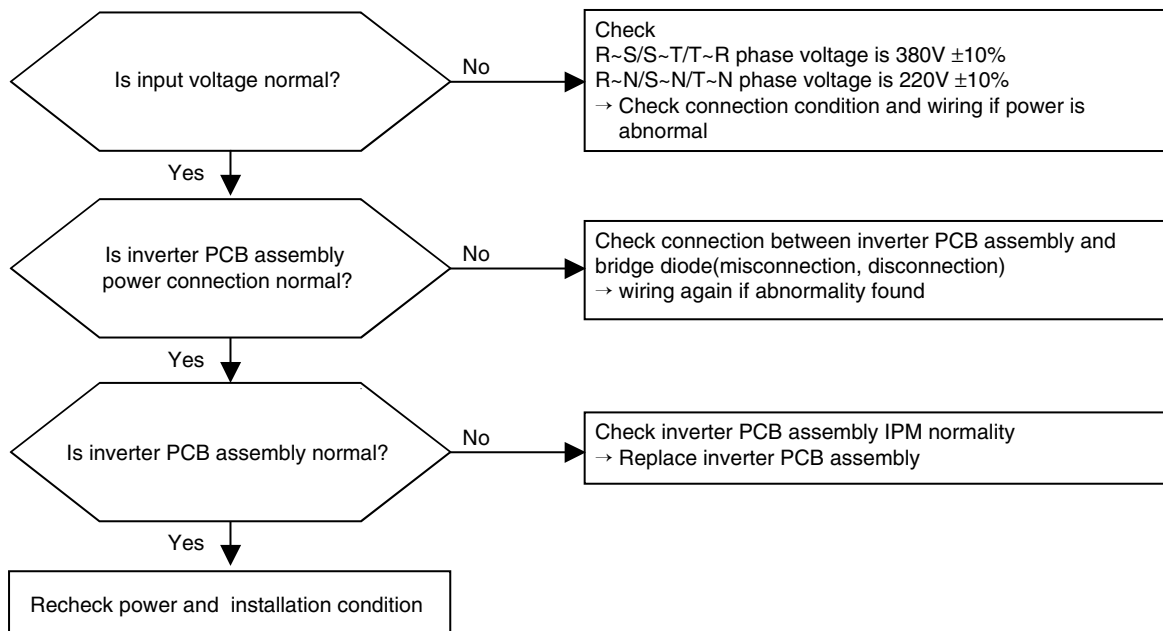 Is input voltage normal?
No
Check
R~S/S~T/T~R phase voltage is 380V ±10%
R~N/S~N/T~N phase voltage is 220V ±10%
→ Check connection condition and wiring if power is
abnormal
Yes
Is inverter PCB assembly
power connection normal?
No
Check connection between inverter PCB assembly and
bridge diode(misconnection, disconnection)
→ wiring again if abnormality found
Yes
Is inverter PCB assembly normal?
No
Check inverter PCB assembly IPM normality
→ Replace inverter PCB assembly
Yes
Recheck power and installation condition